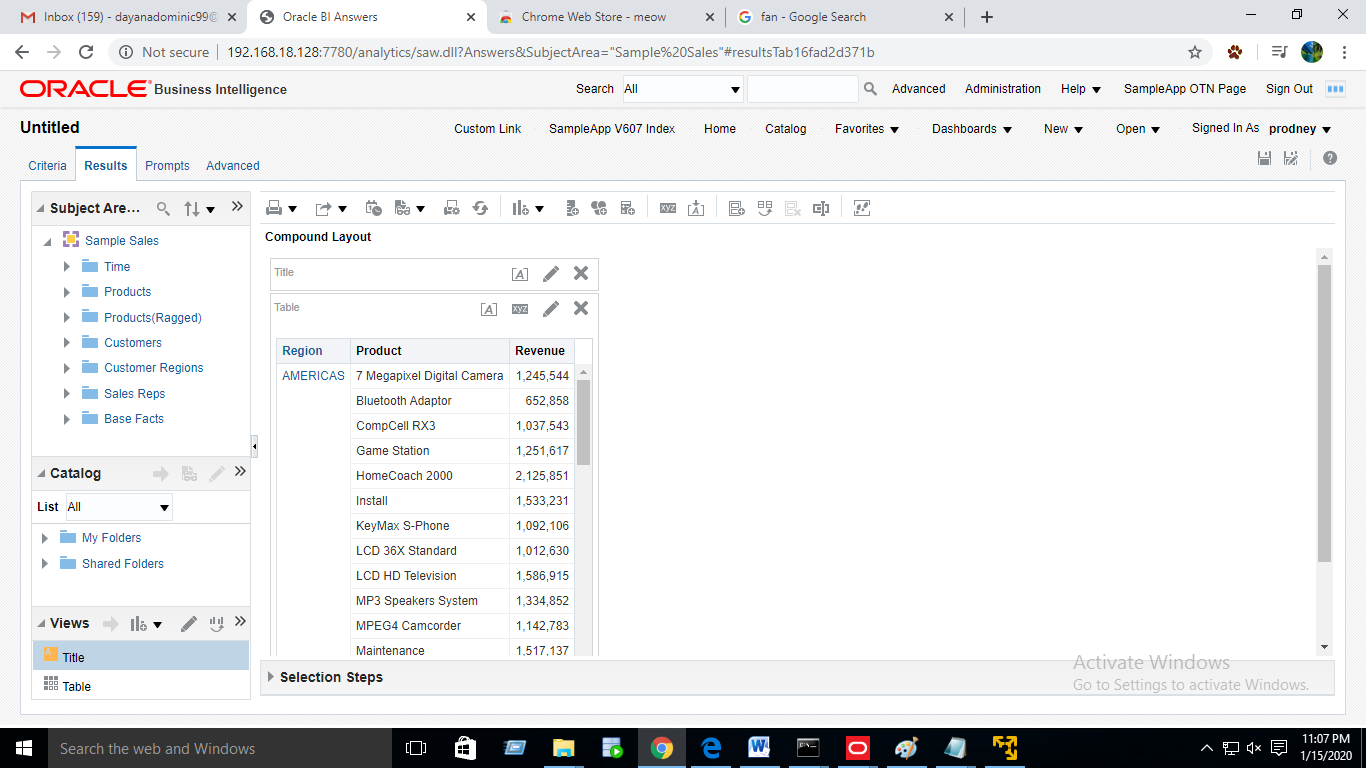 Inbox (159) - dayanadominic99@
Oracle BI Answers
Chrome Web Store - meow
fan - Google Search
Not secure
192.168.18.128:7780/analytics/saw.dll?Answers&SubjectArea="Sample%20Sales"#resultsTab16fad2d371b
ORACLE Business Intelligence
Search All
Advanced
Administration
Help
SampleApp OTN Page
Sign Out
Untitled
Custom Link
SampleApp V607 Index
Home
Catalog
Favorites
Dashboards
New
Open
Signed In As prodney
Criteria
Results
Prompts
Advanced
Subject Are...
Sample Sales
Time
Products
Products(Ragged)
Customers
Customer Regions
Sales Reps
Base Facts
Catalog
List All
My Folders
Shared Folders
Views
Title
Table
xyz
A
Compound Layout
Title
A
Table
A
xyz
Region Product Revenue
AMERICAS 7 Megapixel Digital Camera 1,245,544
Bluetooth Adaptor 652,858
CompCell RX3 1,037,543
Game Station 1,251,617
HomeCoach 2000 2,125,851
Install 1,533,231
KeyMax S-Phone 1,092,106
LCD 36X Standard 1,012,630
LCD HD Television 1,586,915
MP3 Speakers System 1,334,852
MPEG4 Camcorder 1,142,783
Maintenance 1,517,137
Selection Steps
Activate Windows
Go to Settings to activate Windows.
Search the web and Windows
11:07 PM
1/15/2020